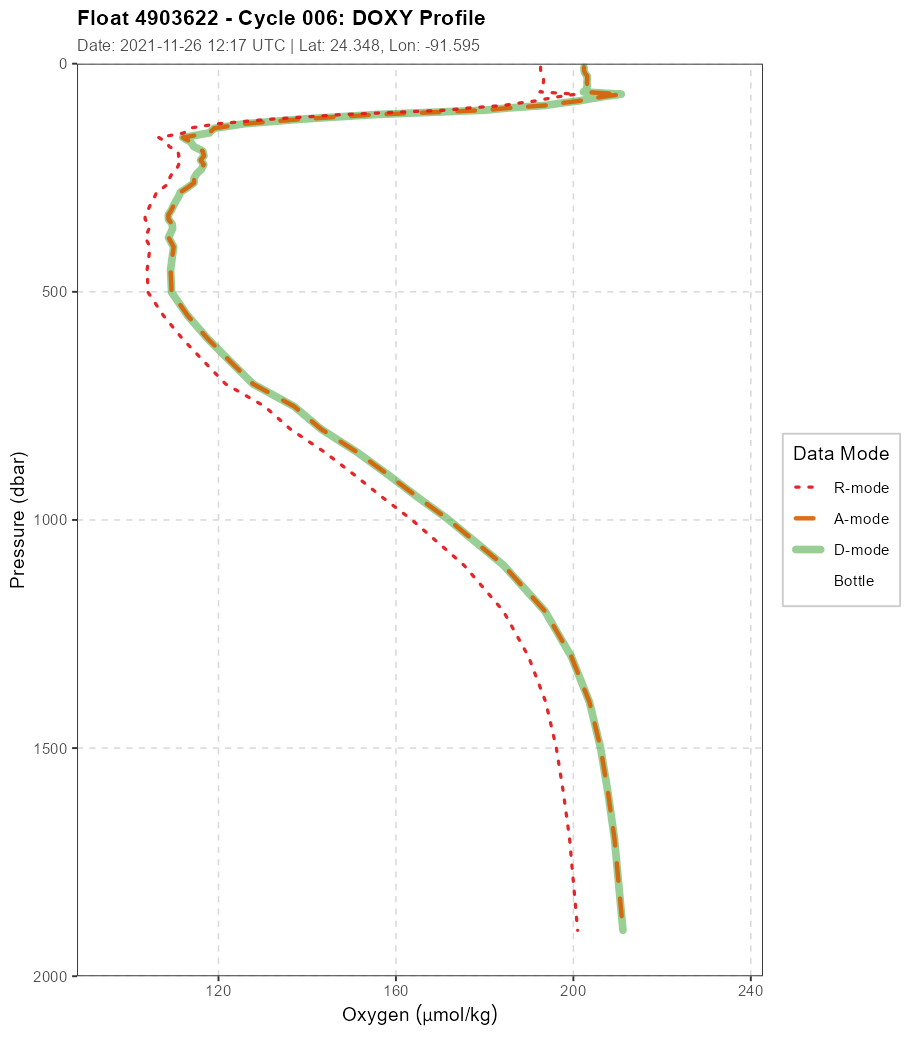 Float 4903622 - Cycle 006: DOXY Profile
Date: 2021-11-26 12:17 UTC | Lat: 24.348, Lon: -91.595
0
500
1000
1500
2000
Pressure (dbar)
120
160
200
240
Oxygen (μmol/kg)
Data Mode
R-mode
A-mode
D-mode
Bottle